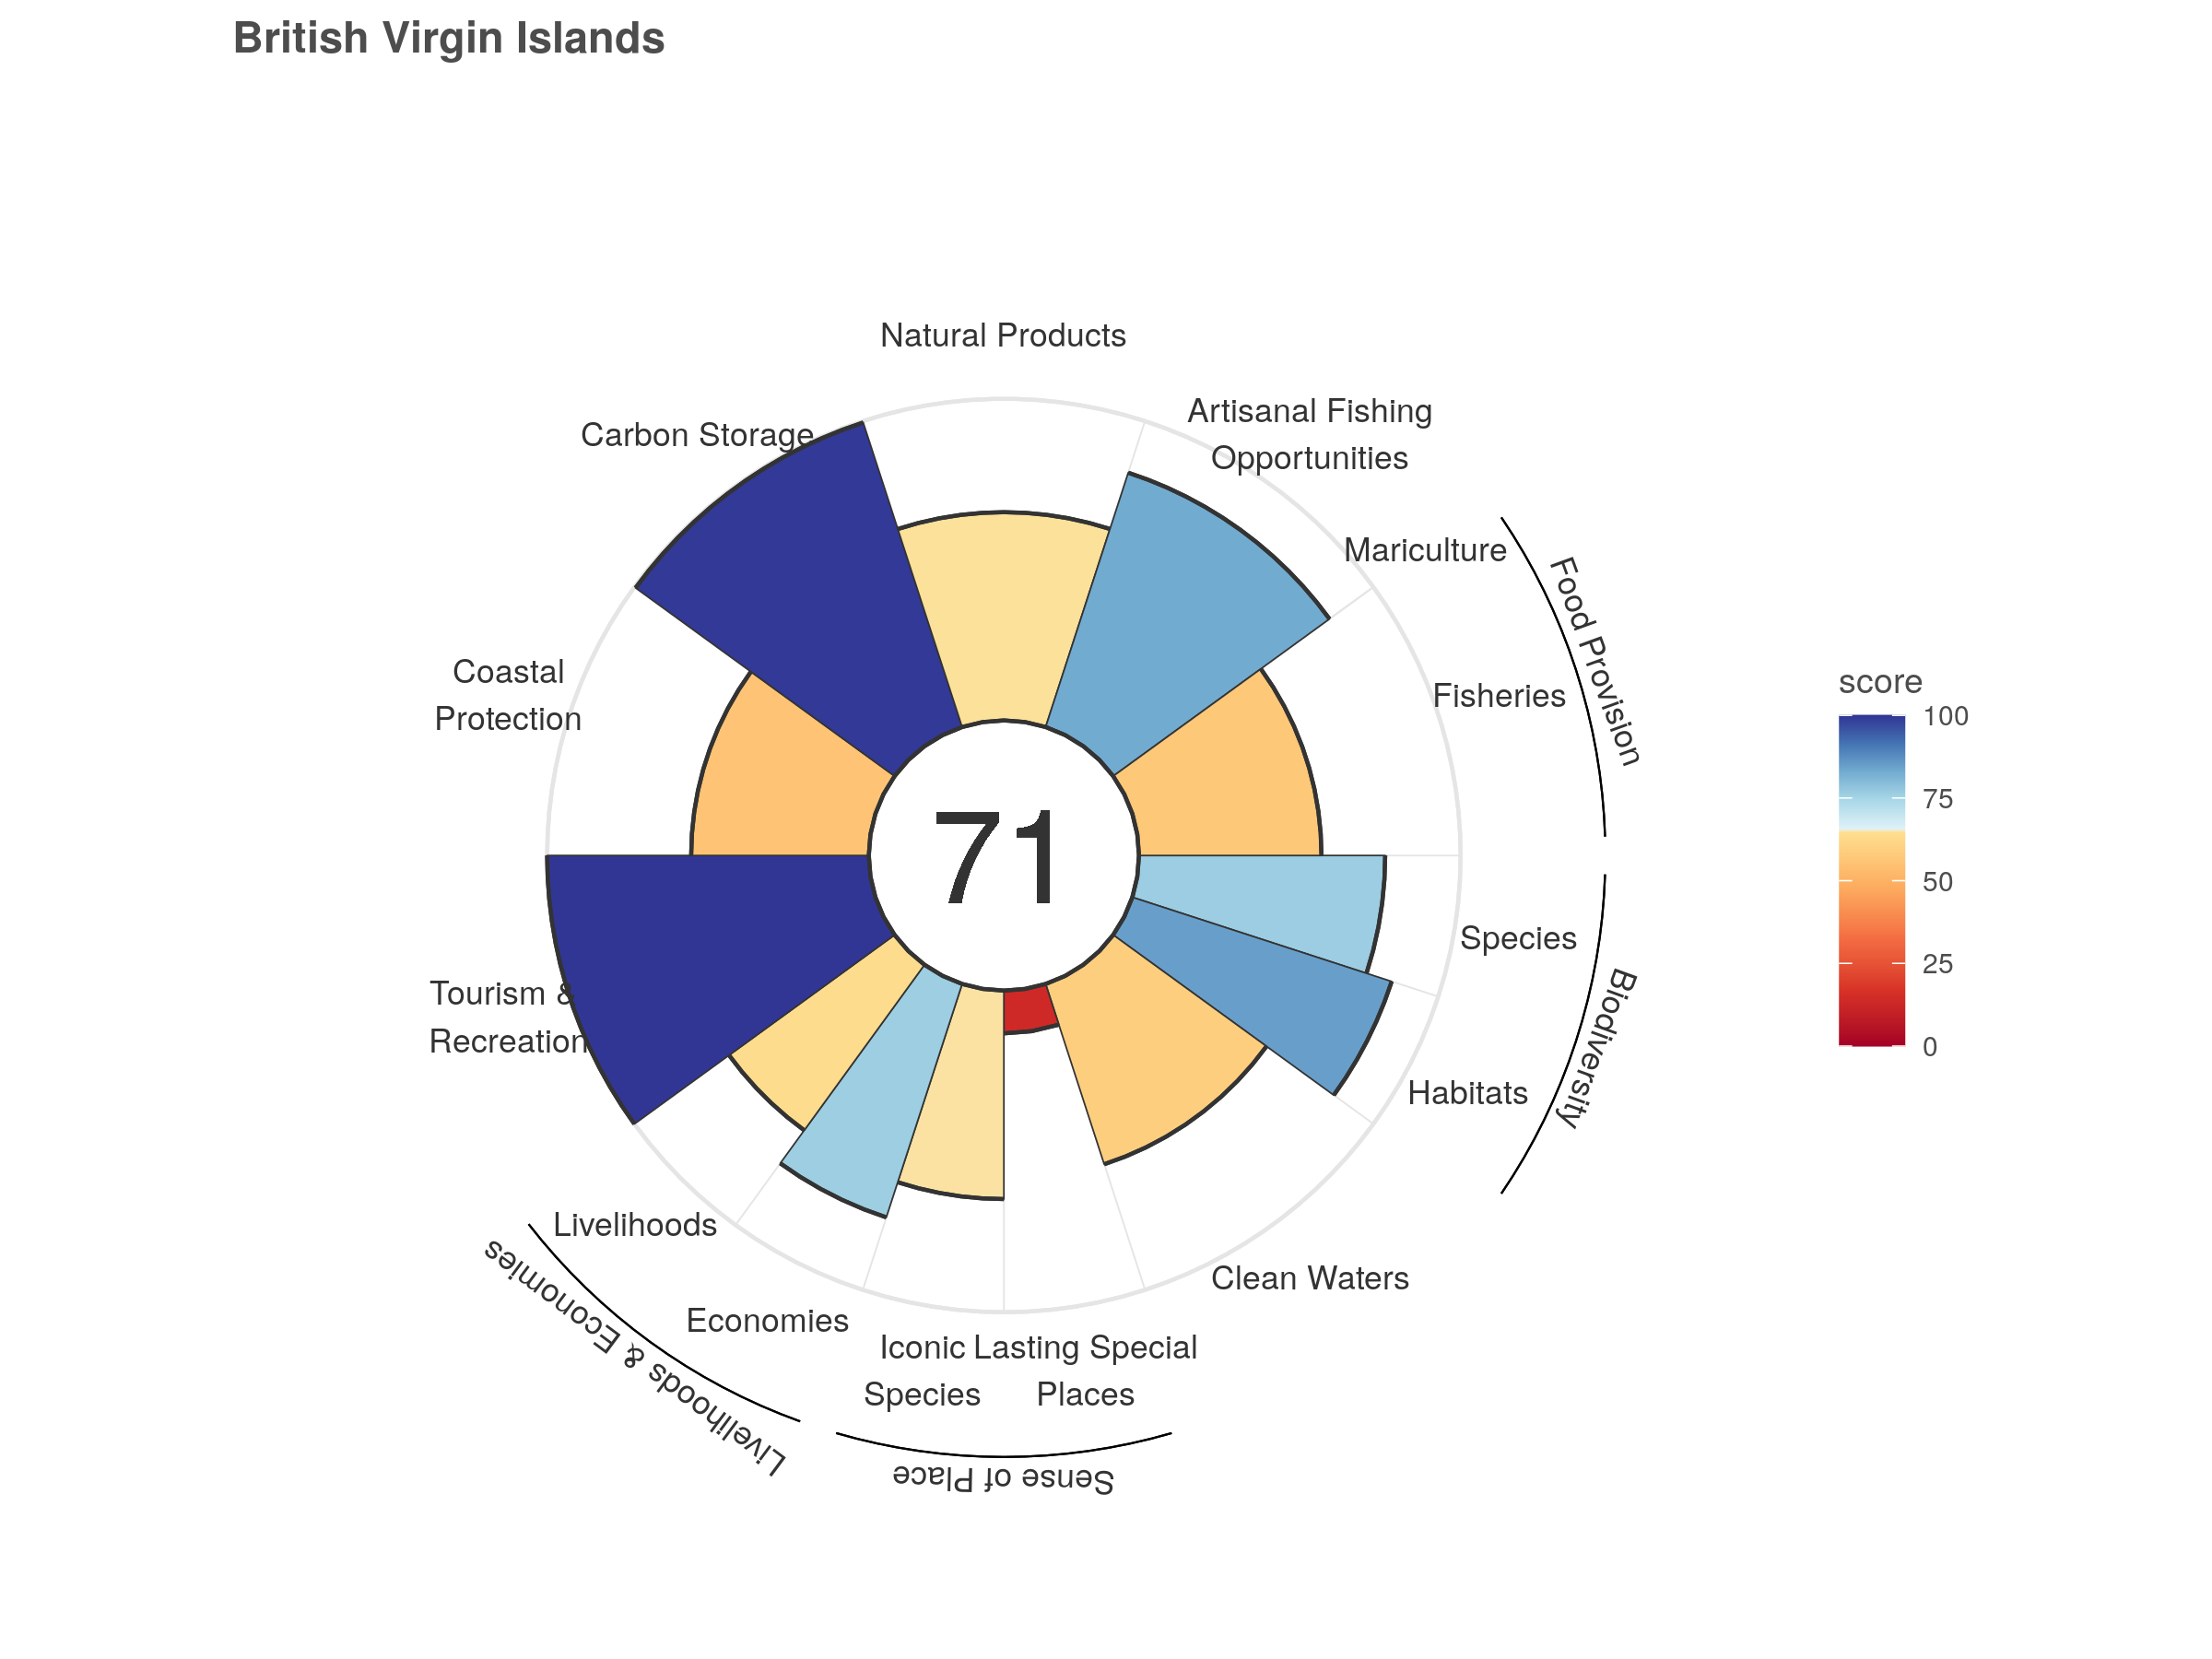 British Virgin Islands
Natural Products
Artisanal Fishing
Opportunities
Carbon Storage
Mariculture
Food Provision
Fisheries
Coastal
Protection
score
100
75
50
25
0
71
Species
Biodiversity
Tourism &
Recreation
Habitats
Livelihoods
Clean Waters
Economies
Livelihoods & Economies
Iconic
Species
Lasting Special
Places
Sense of Place